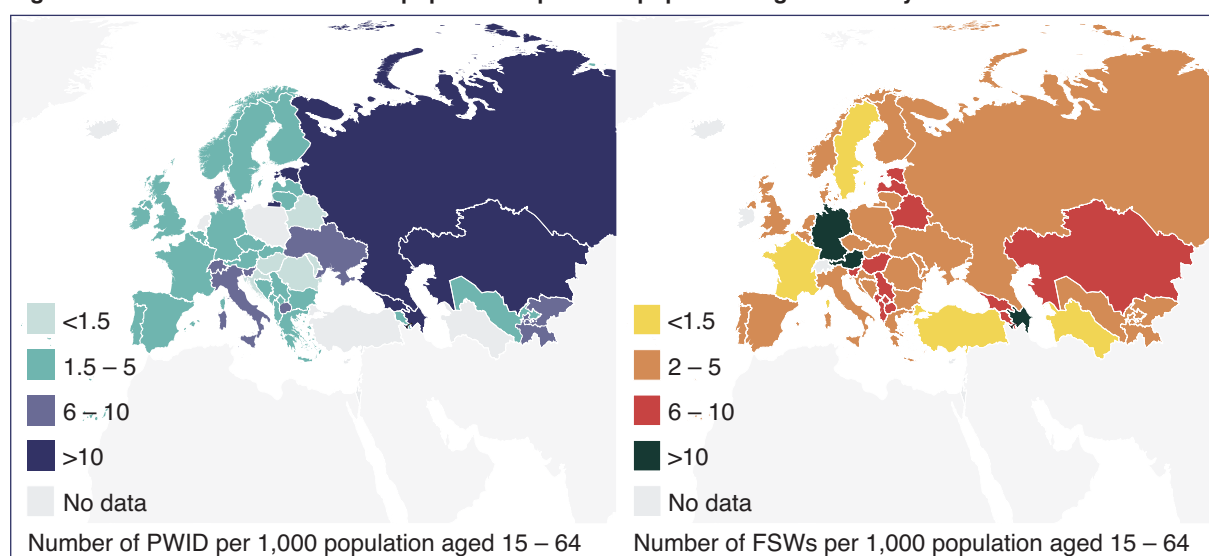 <1.5
1.5 – 5
6 – 10
>10
No data
Number of PWID per 1,000 population aged 15 – 64
<1.5
2 – 5
6 – 10
>10
No data
Number of FSWs per 1,000 population aged 15 – 64